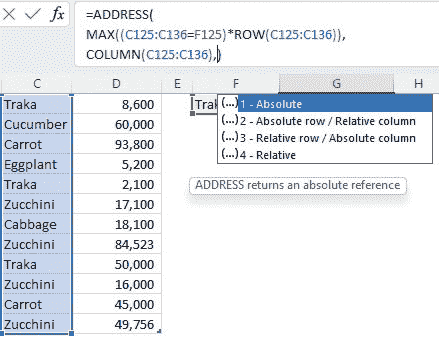 fx
=ADDRESS(
MAX((C125:C136=F125)*ROW(C125:C136)),
COLUMN(C125:C136),)
C D E F G H
Traka 8,600 Trak
Cucumber 60,000
Carrot 93,800
Eggplant 5,200
Traka 2,100
Zucchini 17,100
Cabbage 18,100
Zucchini 84,523
Traka 50,000
Zucchini 16,000
Carrot 45,000
Zucchini 49,756
(...) 1 - Absolute
(...) 2 - Absolute row / Relative column
(...) 3 - Relative row / Absolute column
(...) 4 - Relative
ADDRESS returns an absolute reference